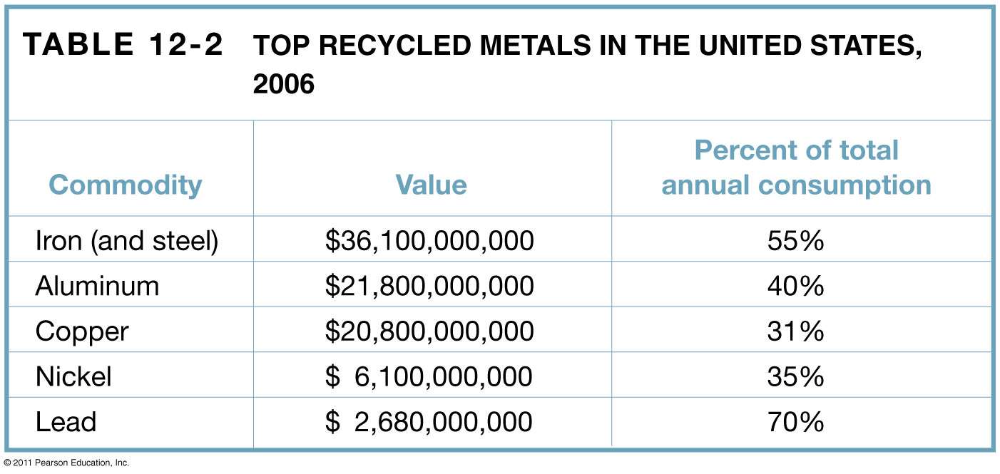 TABLE 12-2 TOP RECYCLED METALS IN THE UNITED STATES,
2006
Percent of total
Commodity Value annual consumption
Iron (and steel) $36,100,000,000 55%
Aluminum $21,800,000,000 40%
Copper $20,800,000,000 31%
Nickel $ 6,100,000,000 35%
Lead $ 2,680,000,000 70%
© 2011 Pearson Education, Inc.